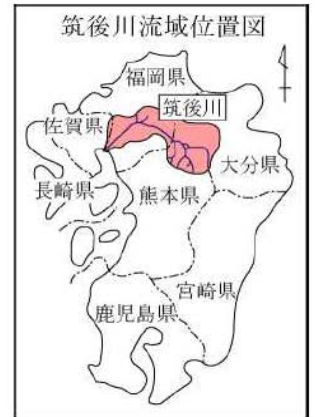 筑後川流域位置図
福岡県
筑後川
佐賀県
大分県
長崎県
熊本県
宮崎県
鹿児島県